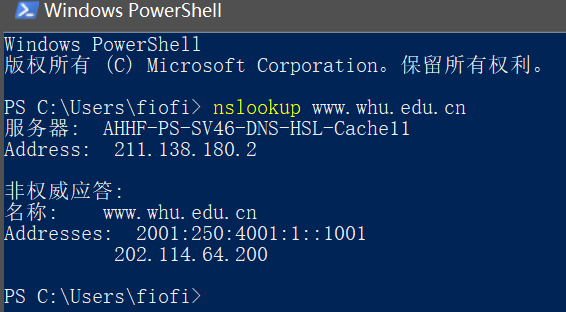 Windows PowerShell
Windows PowerShell
版权所有 (C) Microsoft Corporation。保留所有权利。
PS C:\Users\fiofi> nslookup www.whu.edu.cn
服务器:  AHHF-PS-SV46-DNS-HSL-Cache11
Address:  211.138.180.2
非权威应答:
名称:    www.whu.edu.cn
Addresses:  2001:250:4001:1::1001
202.114.64.200
PS C:\Users\fiofi>